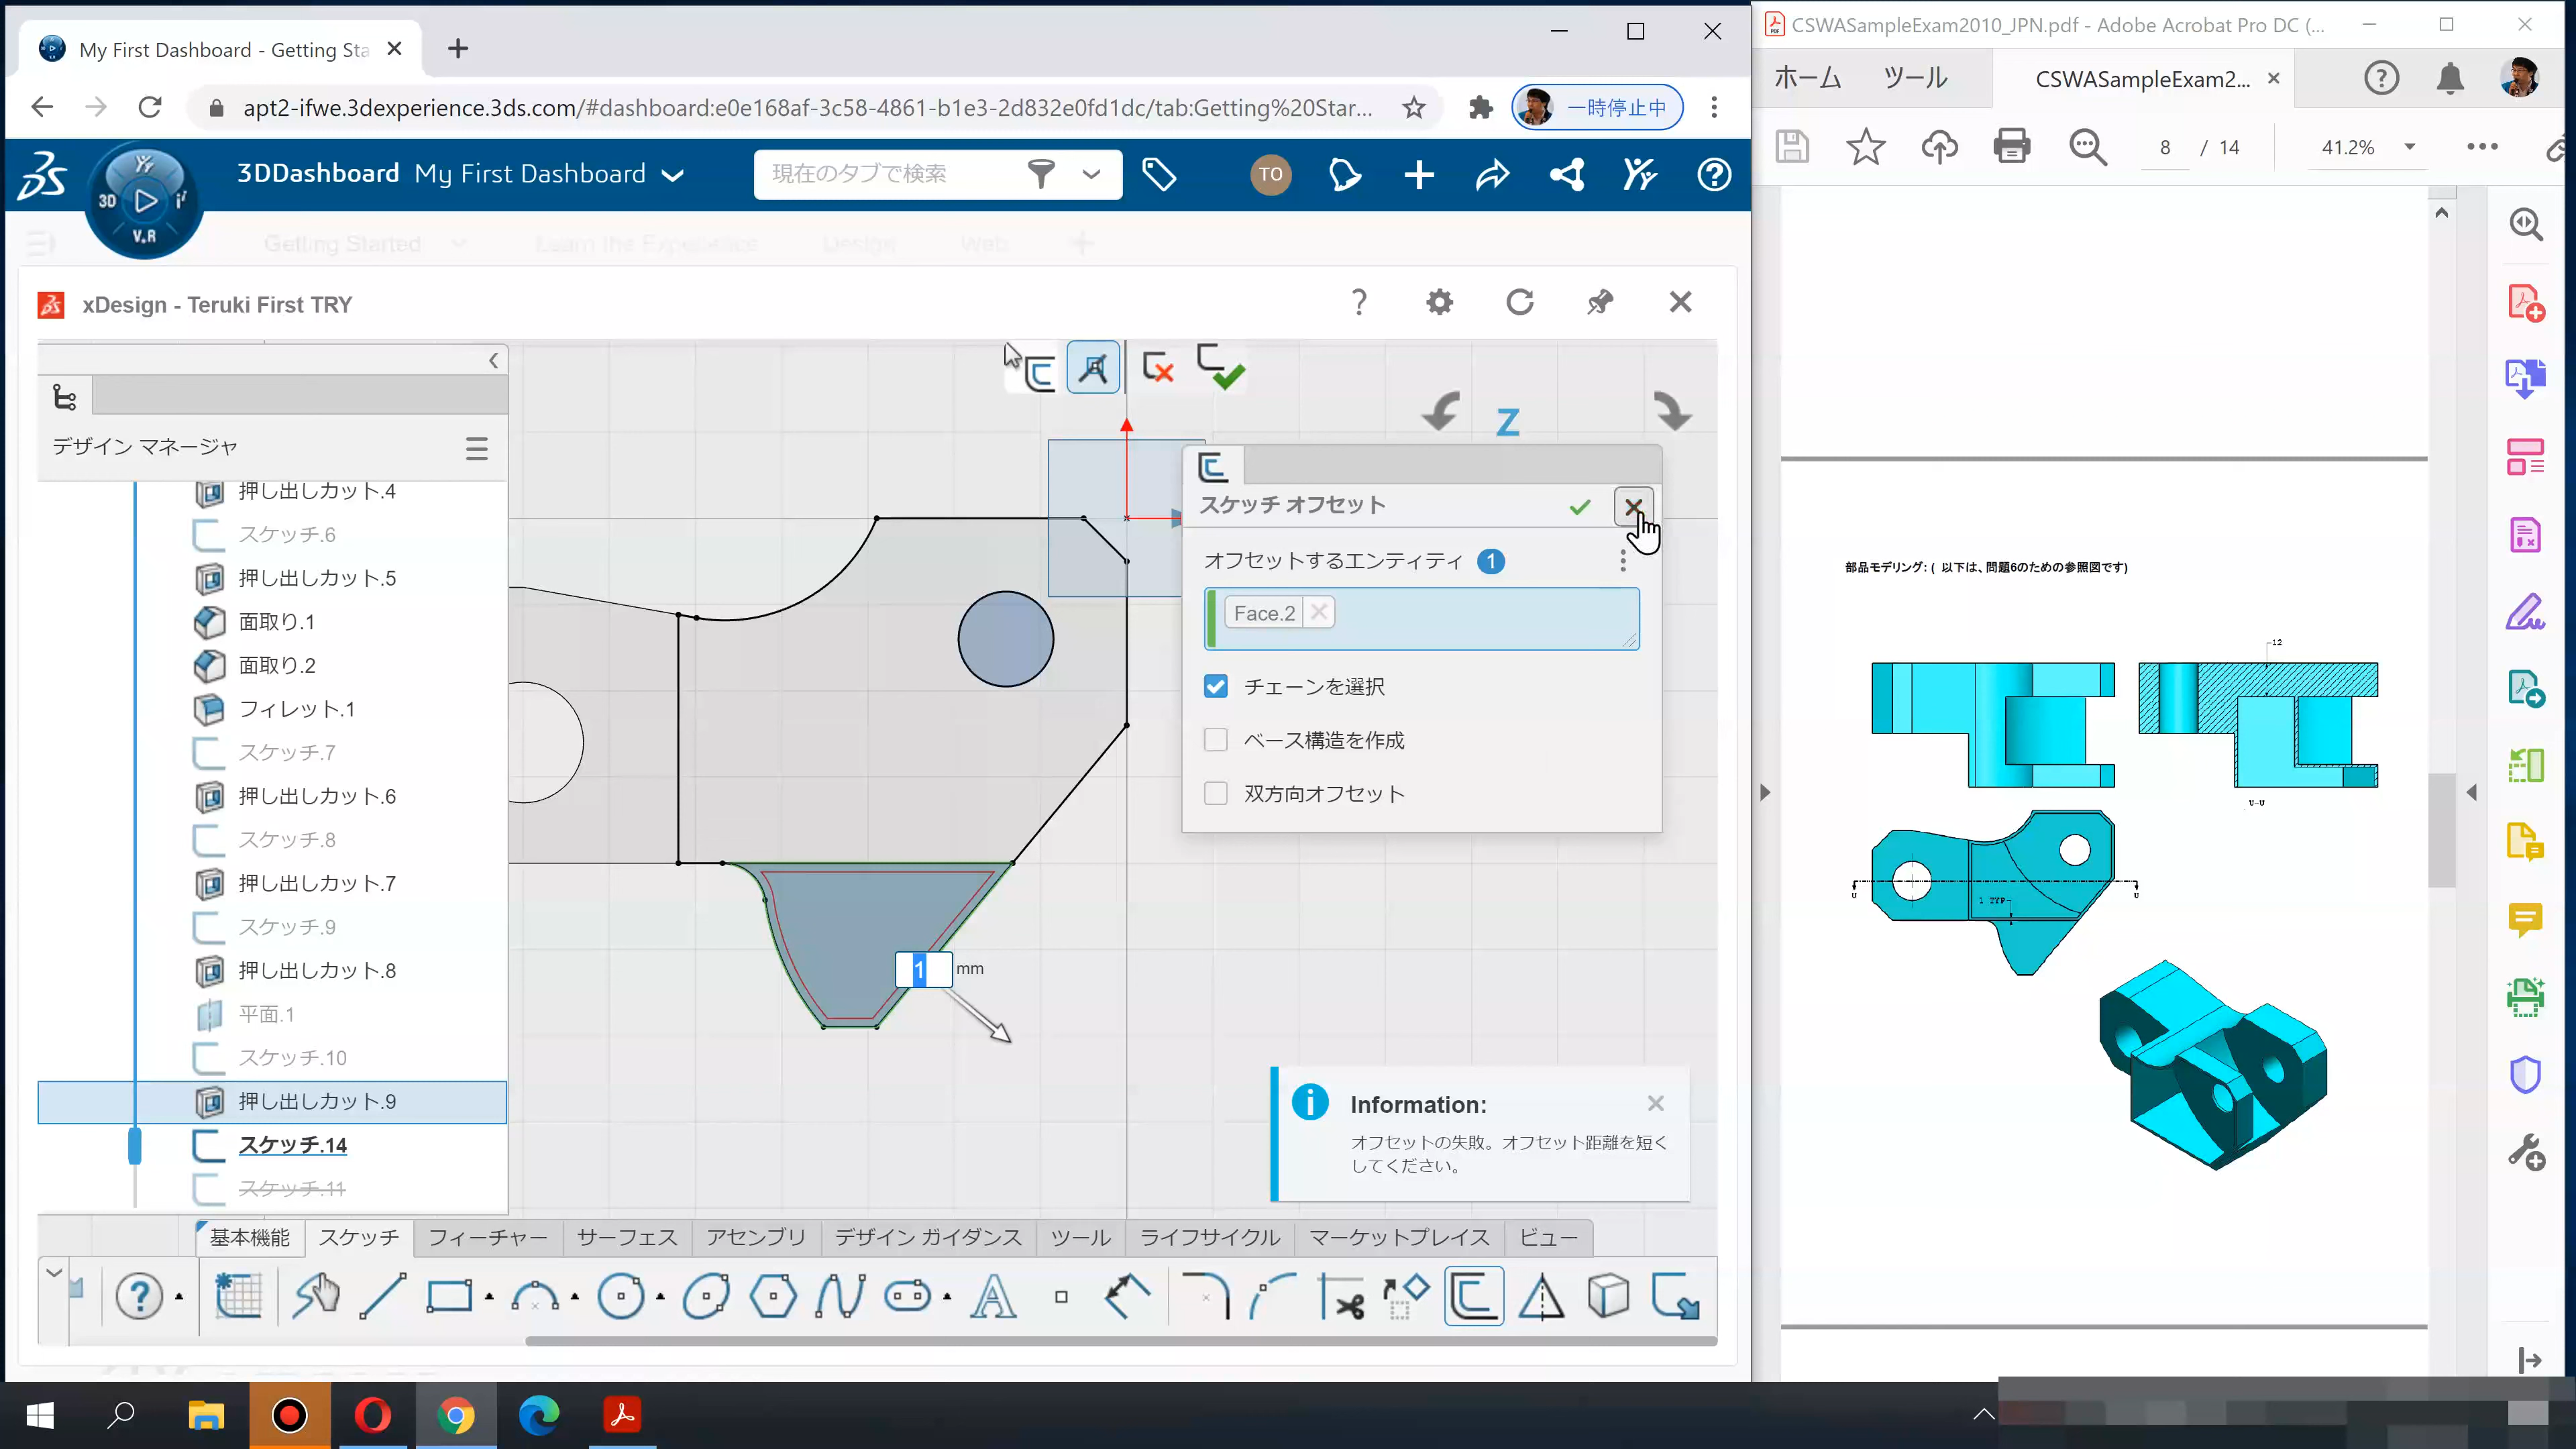 My First Dashboard - Getting Sta
apt2-ifwe.3dexperience.3ds.com/#dashboard:e0e168af-3c58-4861-b1e3-2d832e0fd1dc/tab:Getting%20Star...
一時停止中
3DDashboard My First Dashboard
現在のタブで検索
TO
3D
V.R
Getting Started
Learn the Experience
Design
Web
xDesign - Teruki First TRY
デザイン マネージャ
押し出しカット.4
スケッチ.6
押し出しカット.5
面取り.1
面取り.2
フィレット.1
スケッチ.7
押し出しカット.6
スケッチ.8
押し出しカット.7
スケッチ.9
押し出しカット.8
平面.1
スケッチ.10
押し出しカット.9
スケッチ.14
スケッチ.11
Z
スケッチ オフセット
オフセットするエンティティ 1
Face.2
チェーンを選択
ベース構造を作成
双方向オフセット
1 mm
Information:
オフセットの失敗。オフセット距離を短く
してください。
基本機能 スケッチ フィーチャー サーフェス アセンブリ デザイン ガイダンス ツール ライフサイクル マーケットプレイス ビュー
CSWASampleExam2010_JPN.pdf - Adobe Acrobat Pro DC (...
ホーム ツール CSWASampleExam2...
8 / 14 41.2%
部品モデリング: ( 以下は、問題6のための参照図です)
12
U-U
U U
1 TYP